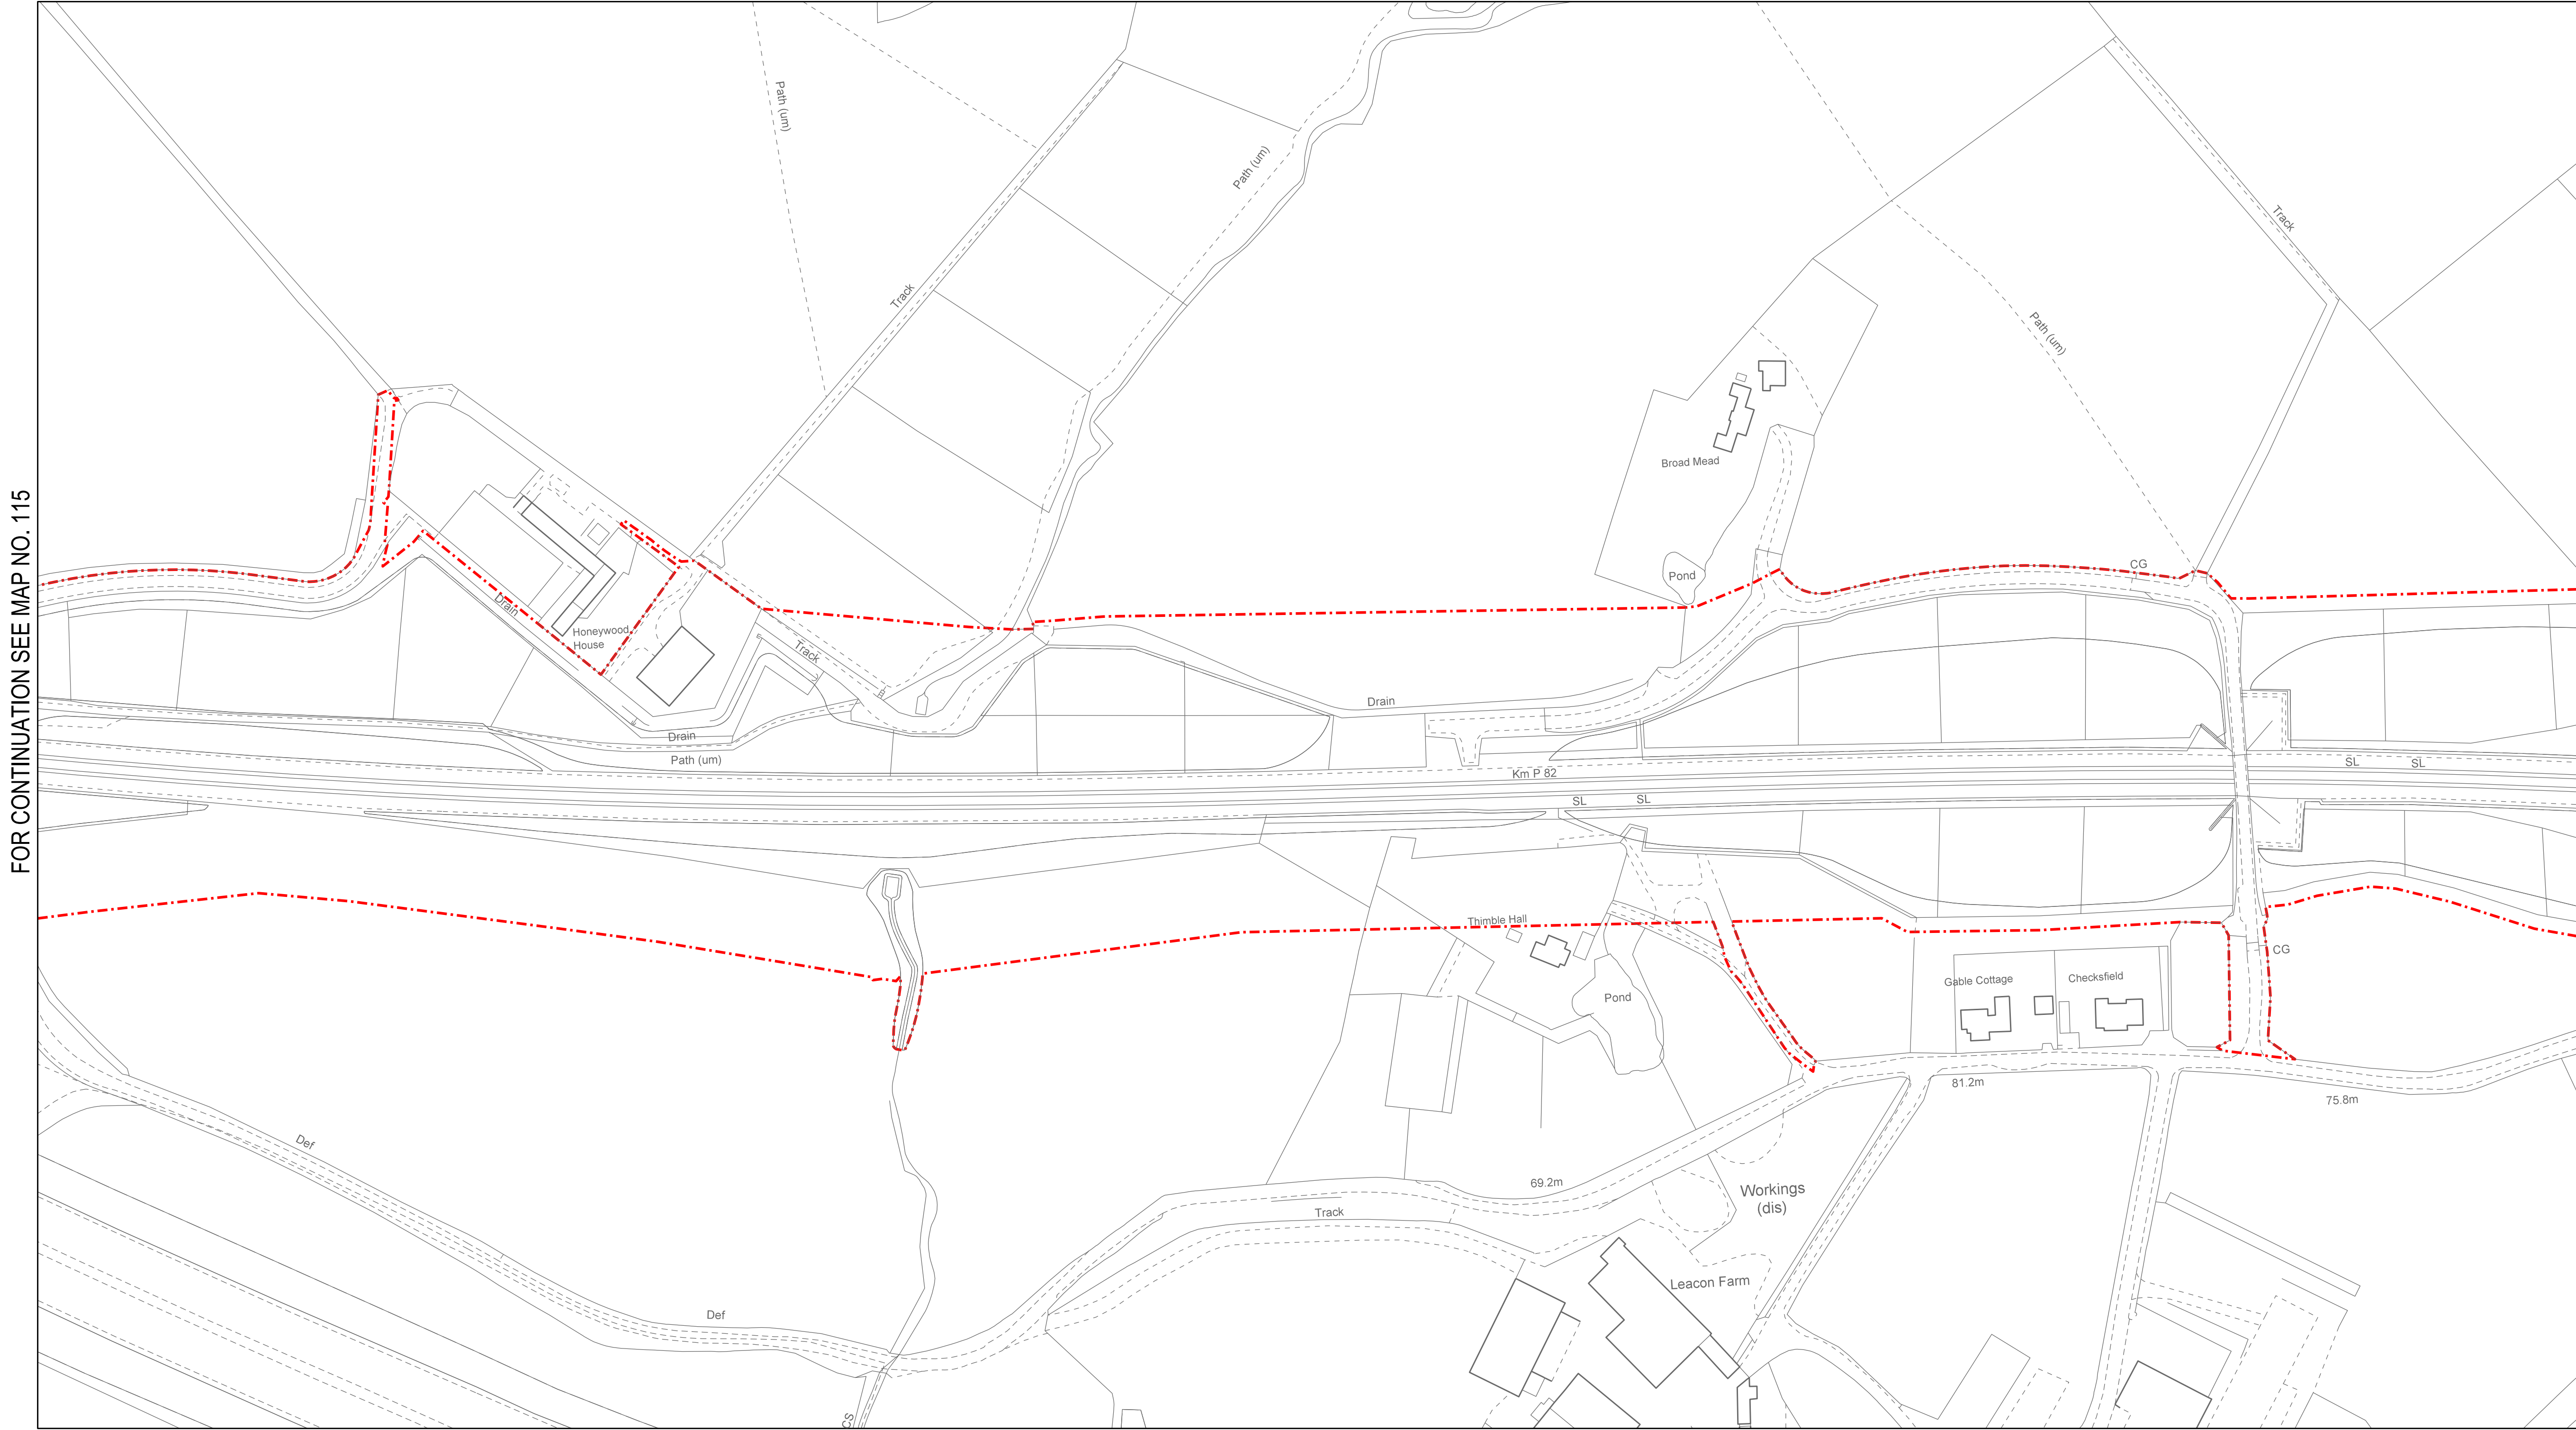 FOR CONTINUATION SEE MAP NO. 115
Path (um)
Path (um)
Track
Track
Path (um)
Broad Mead
Pond
CG
Drain
Honeywood
House
Track
Drain
Drain
Path (um)
Km P 82
SL
SL
SL
SL
Thimble Hall
Pond
CG
Gable Cottage
Checksfield
81.2m
75.8m
Def
69.2m
Workings
(dis)
Track
Leacon Farm
Def
CS